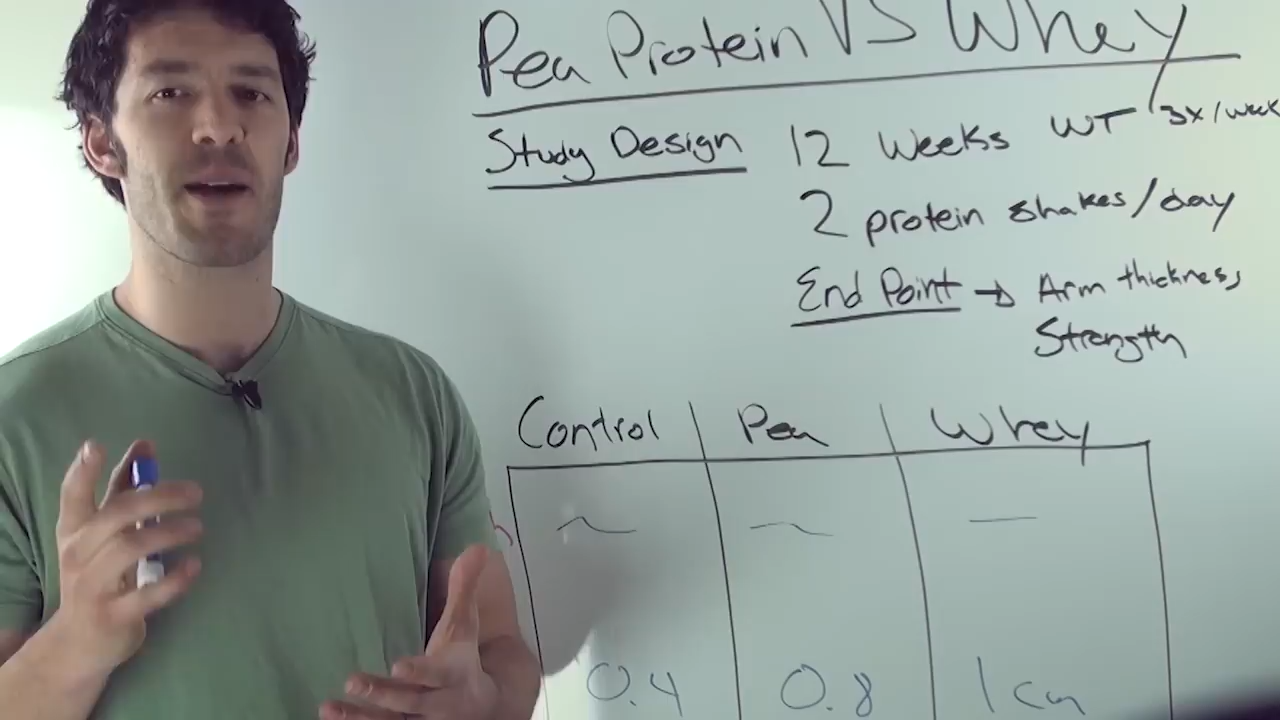 Pea Protein VS Whey
Study Design 12 Weeks WT 3x/week
2 protein shakes/day
End Point → Arm thickness,
Strength
Control Pea Whey
~ ~ —
0.4 0.8 1cm